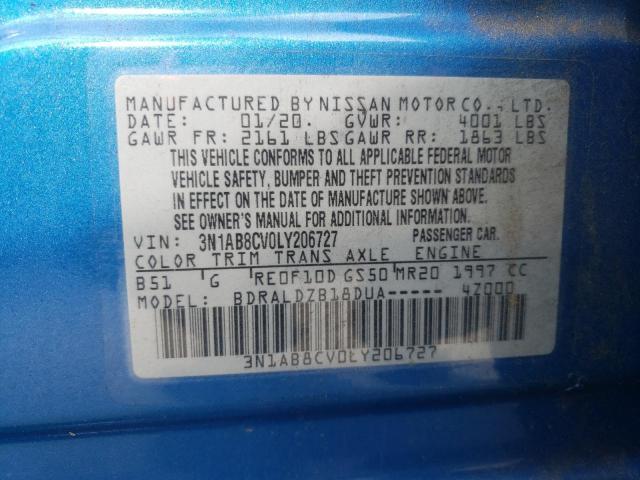 MANUFACTURED BY NISSAN MOTOR CO., LTD.
DATE: 01/20. GVWR: 4001 LBS
GAWR FR: 2161 LBS GAWR RR: 1863 LBS
THIS VEHICLE CONFORMS TO ALL APPLICABLE FEDERAL MOTOR
VEHICLE SAFETY, BUMPER AND THEFT PREVENTION STANDARDS
IN EFFECT ON THE DATE OF MANUFACTURE SHOWN ABOVE.
SEE OWNER'S MANUAL FOR ADDITIONAL INFORMATION.
VIN: 3N1AB8CV0LY206727 PASSENGER CAR.
COLOR TRIM TRANS AXLE ENGINE
B51 G RE0F10D GS50 MR20 1997 CC
MODEL: BDRALDZB18DUA----- 4Z000
3N1AB8CV0LY206727